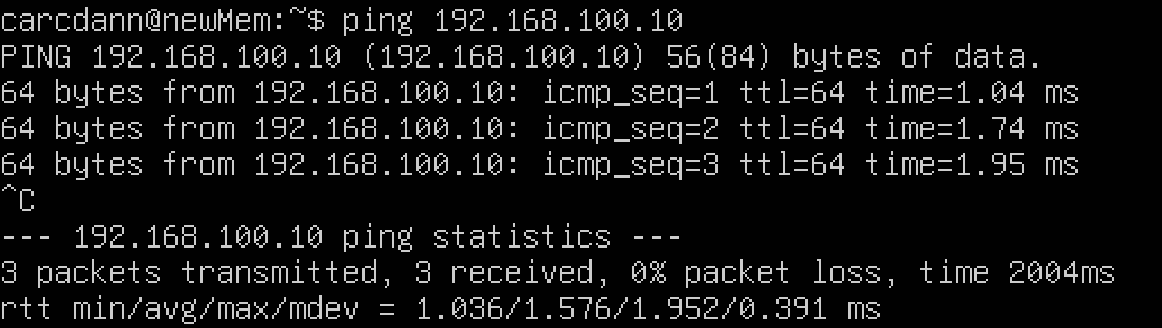 carcdann@newMem:~$ ping 192.168.100.10
PING 192.168.100.10 (192.168.100.10) 56(84) bytes of data.
64 bytes from 192.168.100.10: icmp_seq=1 ttl=64 time=1.04 ms
64 bytes from 192.168.100.10: icmp_seq=2 ttl=64 time=1.74 ms
64 bytes from 192.168.100.10: icmp_seq=3 ttl=64 time=1.95 ms
^C
--- 192.168.100.10 ping statistics ---
3 packets transmitted, 3 received, 0% packet loss, time 2004ms
rtt min/avg/max/mdev = 1.036/1.576/1.952/0.391 ms